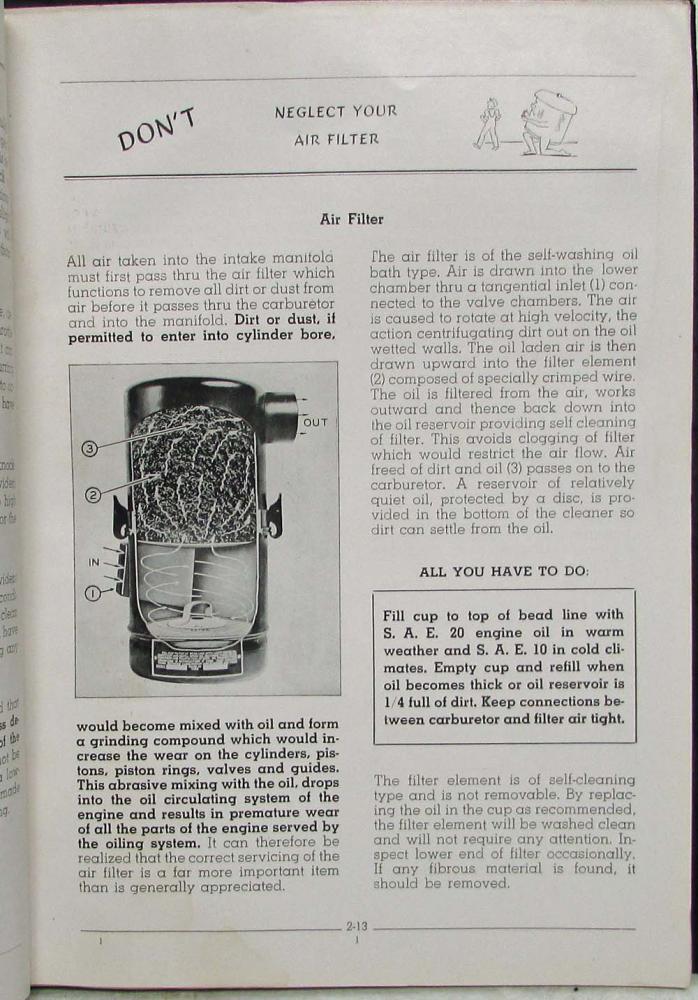 DON'T
NEGLECT YOUR
AIR FILTER
Air Filter
All air taken into the intake manifold
must first pass thru the air filter which
functions to remove all dirt or dust from
air before it passes thru the carburetor
and into the manifold. Dirt or dust, if
permitted to enter into cylinder bore,
OUT
3
2
IN
1
would become mixed with oil and form
a grinding compound which would in-
crease the wear on the cylinders, pis-
tons, piston rings, valves and guides.
This abrasive mixing with the oil, drops
into the oil circulating system of the
engine and results in premature wear
of all the parts of the engine served by
the oiling system. It can therefore be
realized that the correct servicing of the
air filter is a far more important item
than is generally appreciated.
The air filter is of the self-washing oil
bath type. Air is drawn into the lower
chamber thru a tangential inlet (1) con-
nected to the valve chambers. The air
is caused to rotate at high velocity, the
action centrifugating dirt out on the oil
wetted walls. The oil laden air is then
drawn upward into the filter element
(2) composed of specially crimped wire.
The oil is filtered from the air, works
outward and thence back down into
the oil reservoir providing self cleaning
of filter. This avoids clogging of filter
which would restrict the air flow. Air
freed of dirt and oil (3) passes on to the
carburetor. A reservoir of relatively
quiet oil, protected by a disc, is pro-
vided in the bottom of the cleaner so
dirt can settle from the oil.
ALL YOU HAVE TO DO:
Fill cup to top of bead line with
S. A. E. 20 engine oil in warm
weather and S. A. E. 10 in cold cli-
mates. Empty cup and refill when
oil becomes thick or oil reservoir is
1/4 full of dirt. Keep connections be-
tween carburetor and filter air tight.
The filter element is of self-cleaning
type and is not removable. By replac-
ing the oil in the cup as recommended,
the filter element will be washed clean
and will not require any attention. In-
spect lower end of filter occasionally.
If any fibrous material is found, it
should be removed.
2-13
1
1